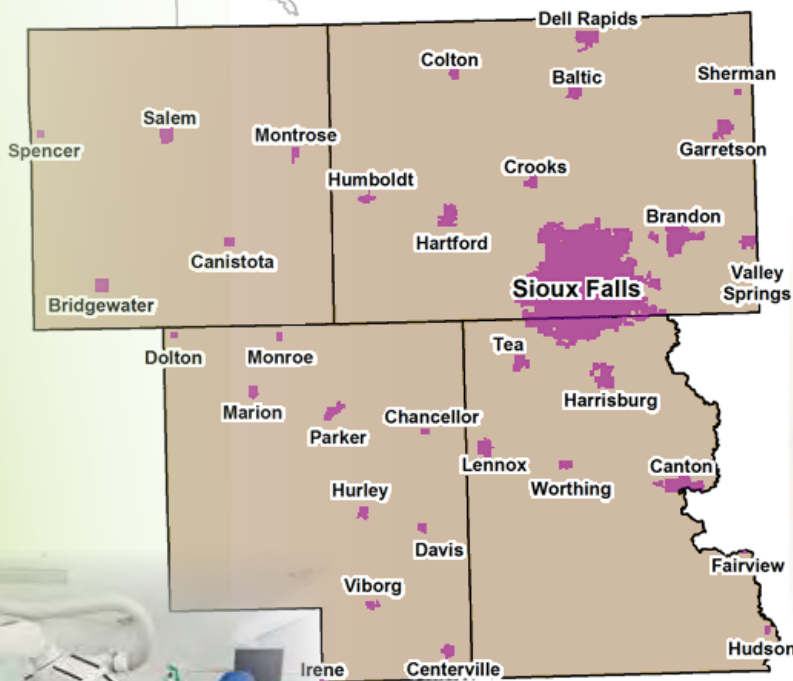 Dell Rapids
Colton
Baltic
Sherman
Salem
Spencer
Montrose
Garretson
Humboldt
Crooks
Brandon
Hartford
Canistota
Sioux Falls
Valley
Springs
Bridgewater
Dolton
Monroe
Tea
Marion
Harrisburg
Parker
Chancellor
Lennox
Canton
Worthing
Hurley
Davis
Fairview
Viborg
Hudson
Irene
Centerville